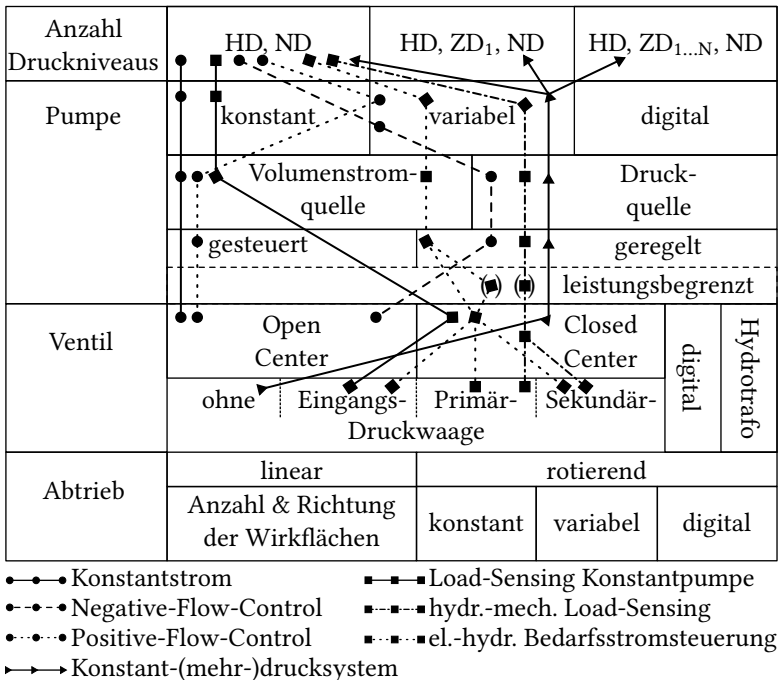 Anzahl
Druckniveaus
HD, ND
HD, ZD₁, ND
HD, ZD₁...N, ND
Pumpe
konstant
variabel
digital
Volumenstrom-
quelle
Druck-
quelle
gesteuert
geregelt
( )
( )
leistungsbegrenzt
Ventil
Open
Center
Closed
Center
digital
Hydrotrafo
ohne
Eingangs-
Primär-
Sekundär-
Druckwaage
Abtrieb
linear
rotierend
Anzahl & Richtung
der Wirkflächen
konstant
variabel
digital
Konstantstrom
Load-Sensing Konstantpumpe
Negative-Flow-Control
hydr.-mech. Load-Sensing
Positive-Flow-Control
el.-hydr. Bedarfsstromsteuerung
Konstant-(mehr-)drucksystem